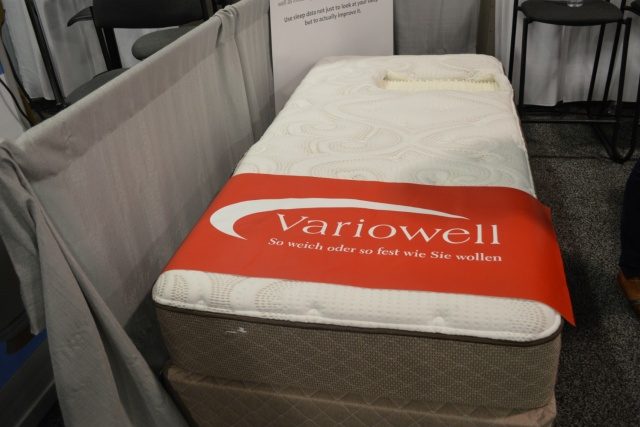 Use sleep data not just to look at your sleep
but to actually improve it.
variowell
So weich oder so fest wie Sie wollen